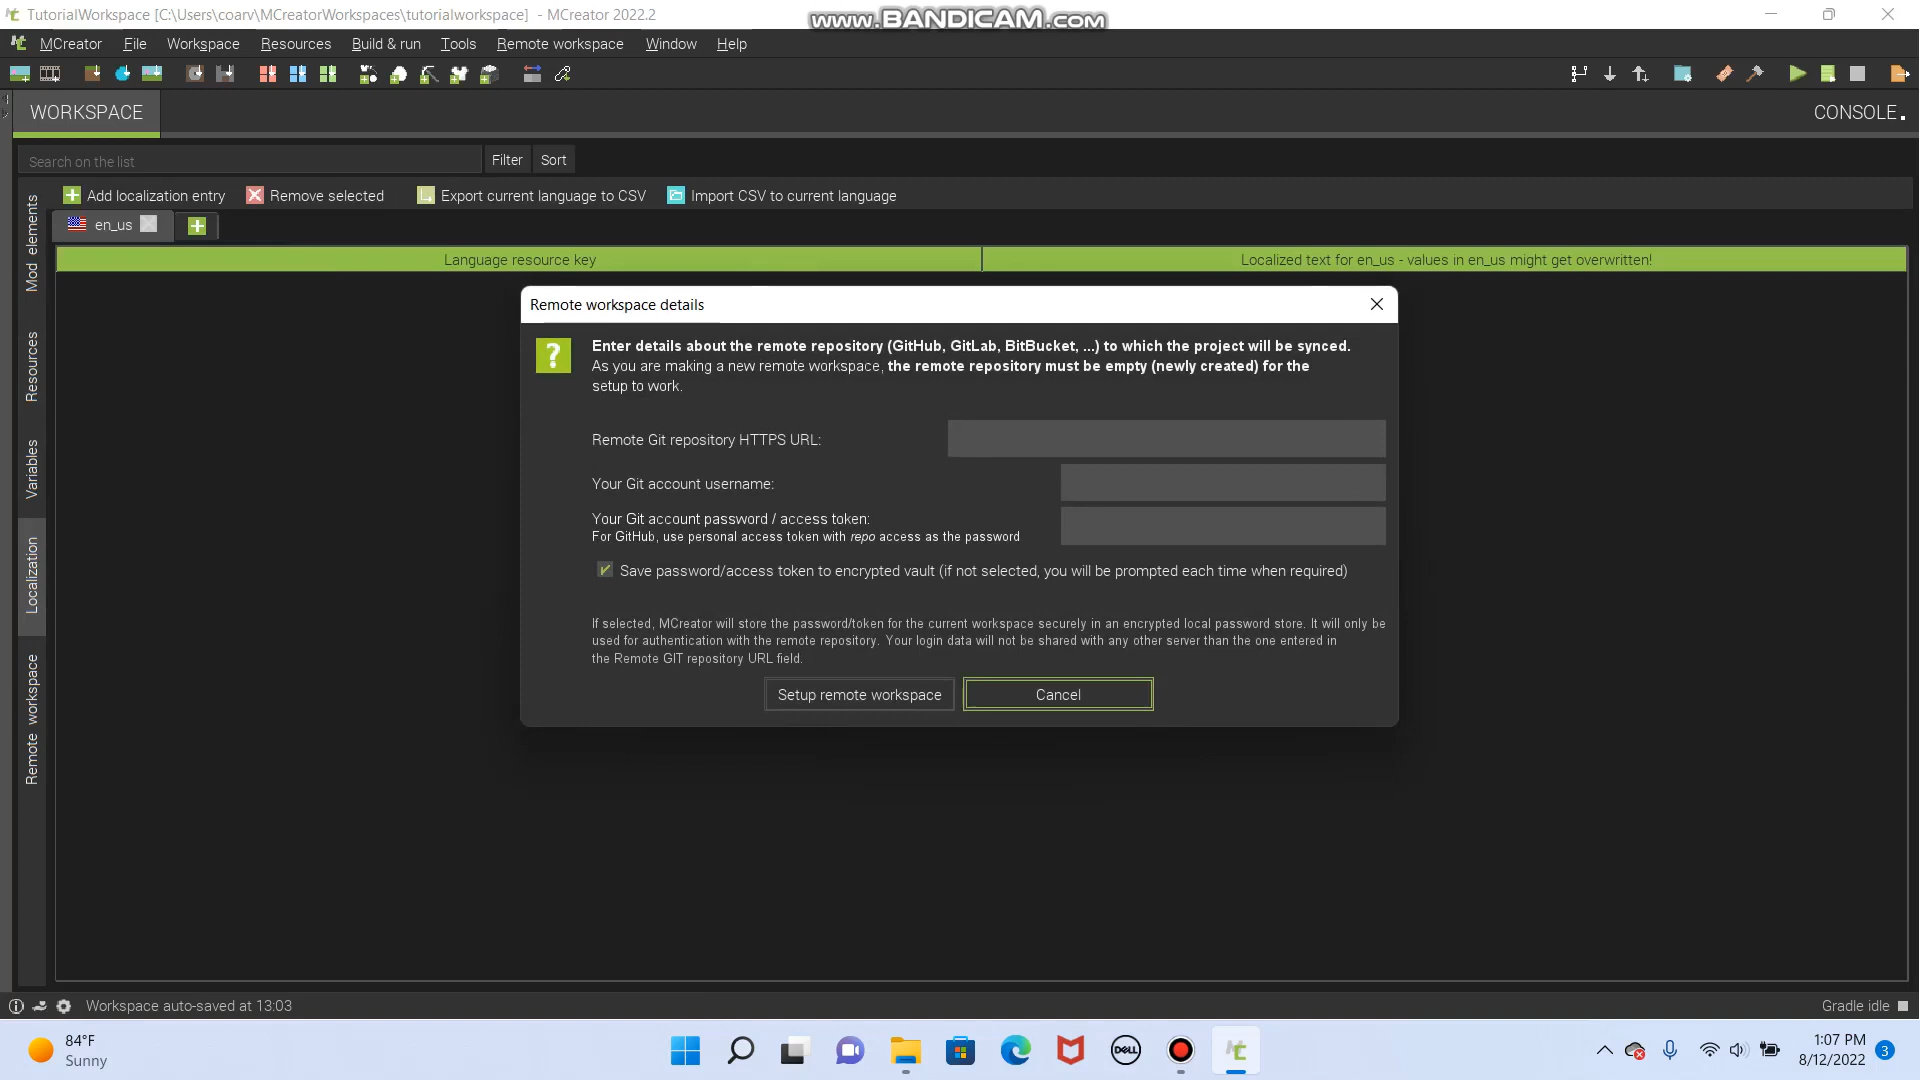 TutorialWorkspace [C:\Users\coarv\MCreatorWorkspaces\tutorialworkspace] - MCreator 2022.2
www.BANDICAM.com
MCreator File Workspace Resources Build & run Tools Remote workspace Window Help
WORKSPACE
CONSOLE
Search on the list
Filter
Sort
Add localization entry
Remove selected
Export current language to CSV
Import CSV to current language
en_us
Language resource key
Localized text for en_us - values in en_us might get overwritten!
Mod elements
Resources
Variables
Localization
Remote workspace
Remote workspace details
Enter details about the remote repository (GitHub, GitLab, BitBucket, ...) to which the project will be synced.
As you are making a new remote workspace, the remote repository must be empty (newly created) for the
setup to work.
Remote Git repository HTTPS URL:
Your Git account username:
Your Git account password / access token:
For GitHub, use personal access token with repo access as the password
Save password/access token to encrypted vault (if not selected, you will be prompted each time when required)
If selected, MCreator will store the password/token for the current workspace securely in an encrypted local password store. It will only be
used for authentication with the remote repository. Your login data will not be shared with any other server than the one entered in
the Remote GIT repository URL field.
Setup remote workspace
Cancel
Workspace auto-saved at 13:03
Gradle idle
84°F
Sunny
DELL
1:07 PM
8/12/2022
3